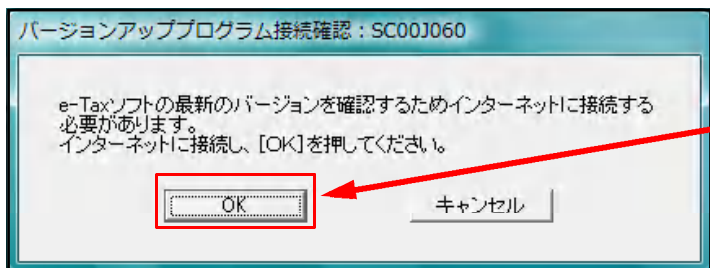 バージョンアッププログラム接続確認：SC00J060
e-Taxソフトの最新のバージョンを確認するためインターネットに接続する
必要があります。
インターネットに接続し、[OK]を押してください。
OK
キャンセル